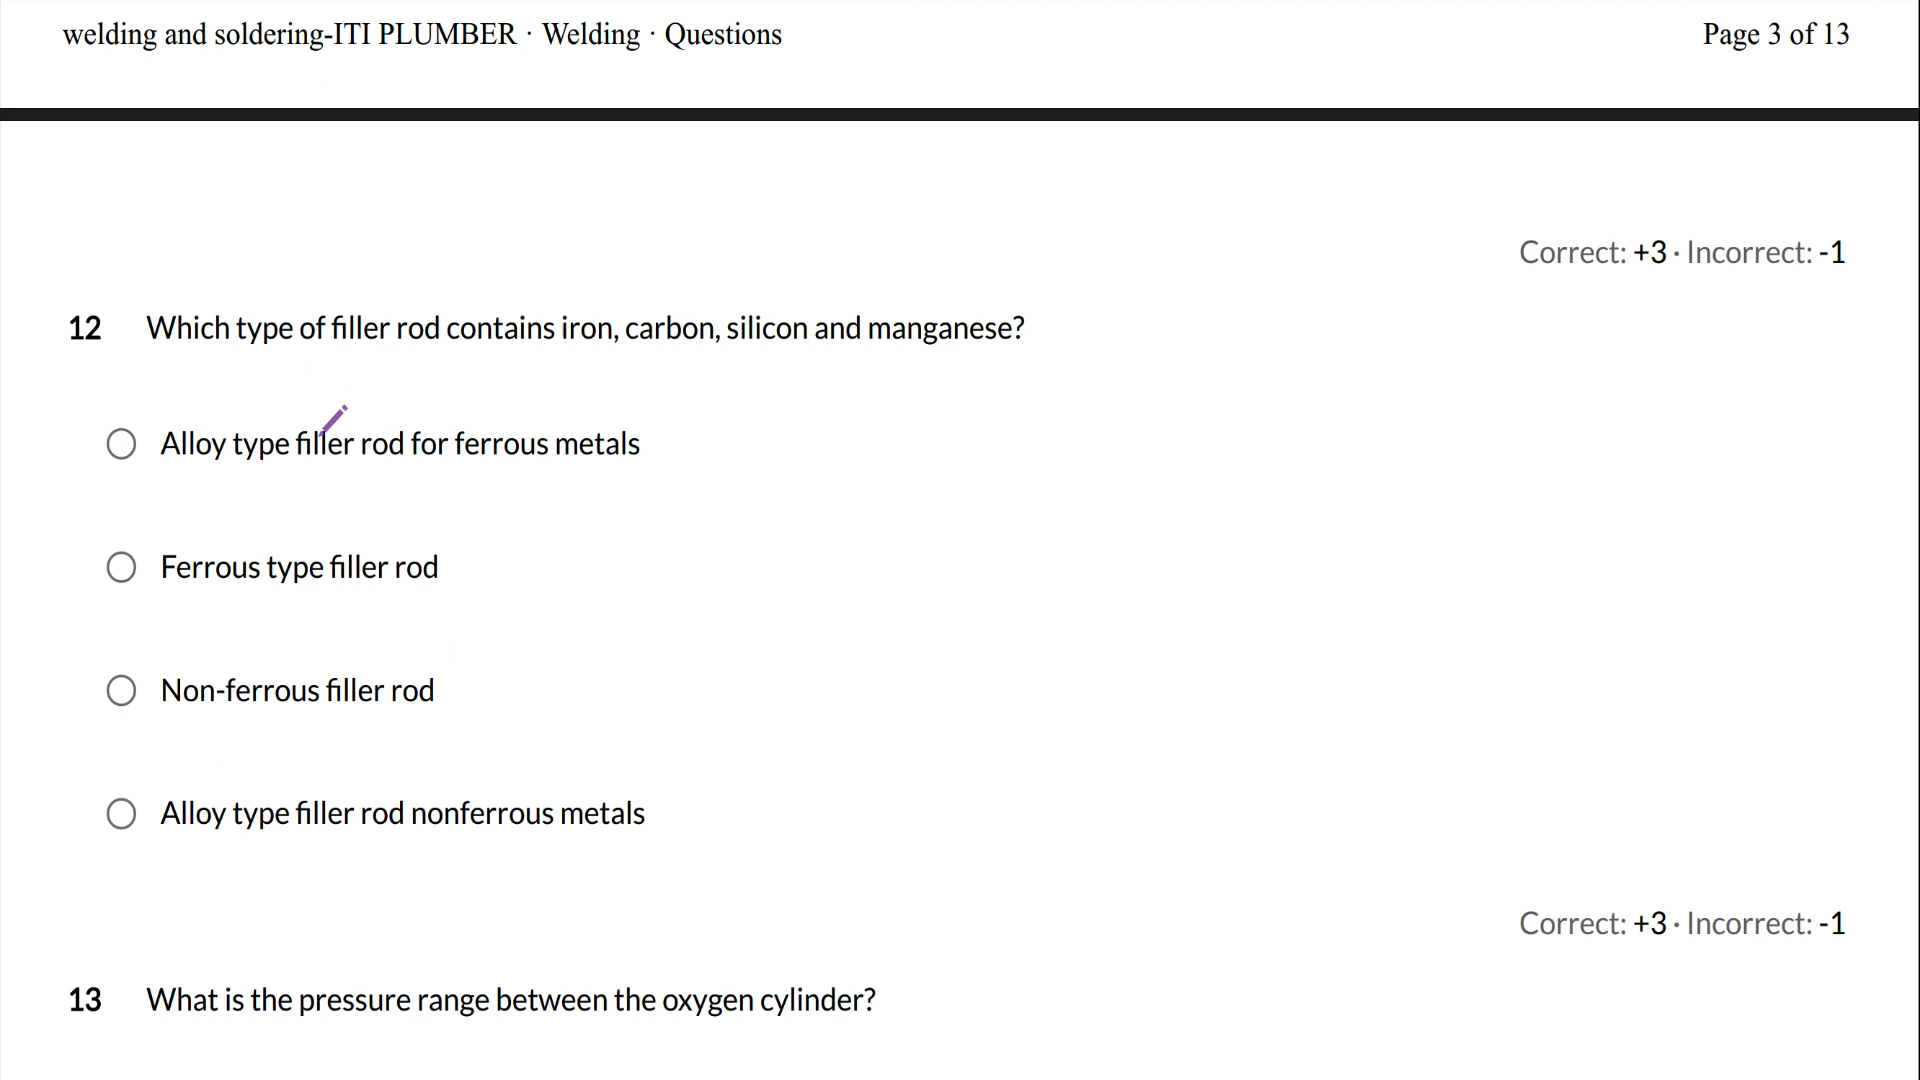 welding and soldering-ITI PLUMBER · Welding · Questions
Page 3 of 13
Correct: +3 · Incorrect: -1
12 Which type of filler rod contains iron, carbon, silicon and manganese?
Alloy type filler rod for ferrous metals
Ferrous type filler rod
Non-ferrous filler rod
Alloy type filler rod nonferrous metals
Correct: +3 · Incorrect: -1
13 What is the pressure range between the oxygen cylinder?